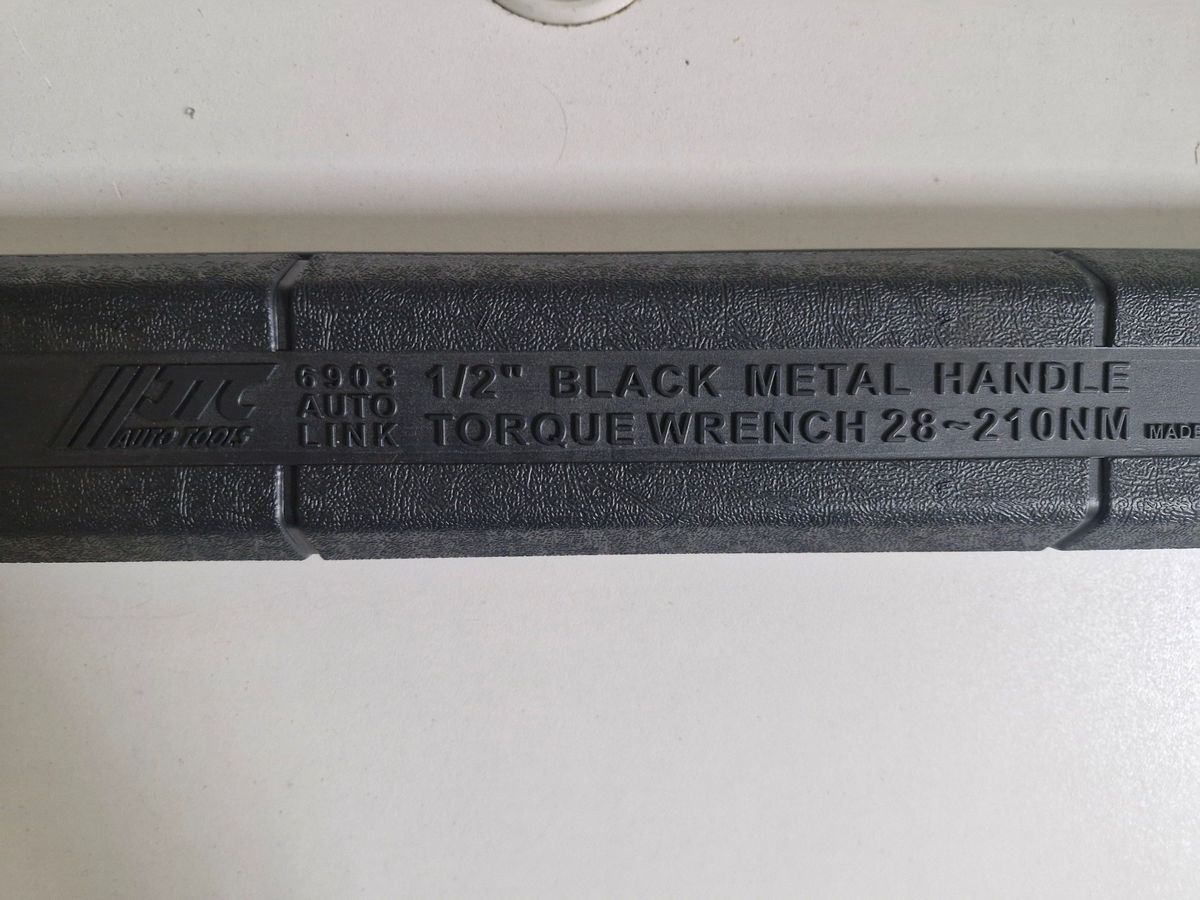 JTC
AUTO TOOLS
6903
AUTO
LINK
1/2" BLACK METAL HANDLE
TORQUE WRENCH 28~210NM
MADE